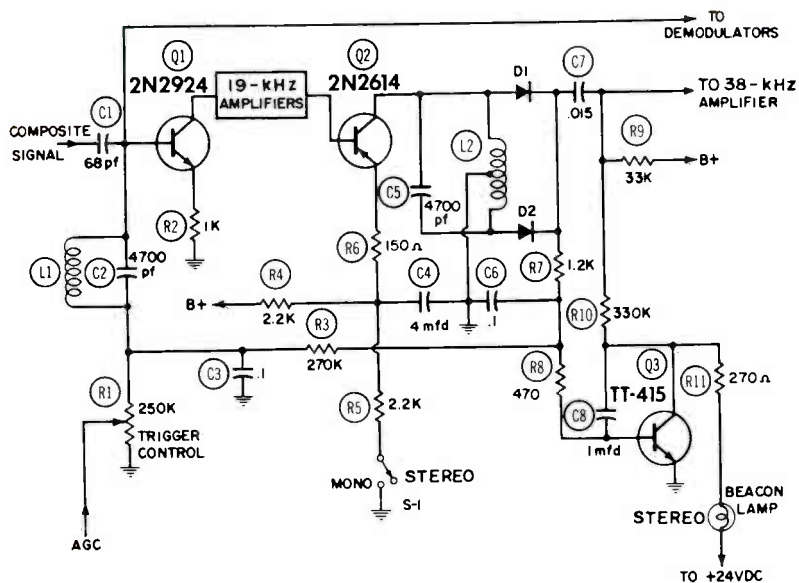 TO
DEMODULATORS
Q1
2N2924
19-KHz
AMPLIFIERS
Q2
2N2614
D1
C7
.015
TO 38-KHz
AMPLIFIER
C1
COMPOSITE
SIGNAL
68pf
R9
33K
B+
L2
C5
4700
pf
D2
R2
1K
R6
150Ω
L1
C2
4700
pf
R4
B+
2.2K
C4
4mfd
C6
.1
R7
1.2K
R10
330K
R3
270K
C3
.1
R1
250K
TRIGGER
CONTROL
R5
2.2K
R8
470
Q3
TT-415
C8
1mfd
R11
270Ω
MONO
STEREO
S-1
BEACON
LAMP
STEREO
AGC
TO +24VDC